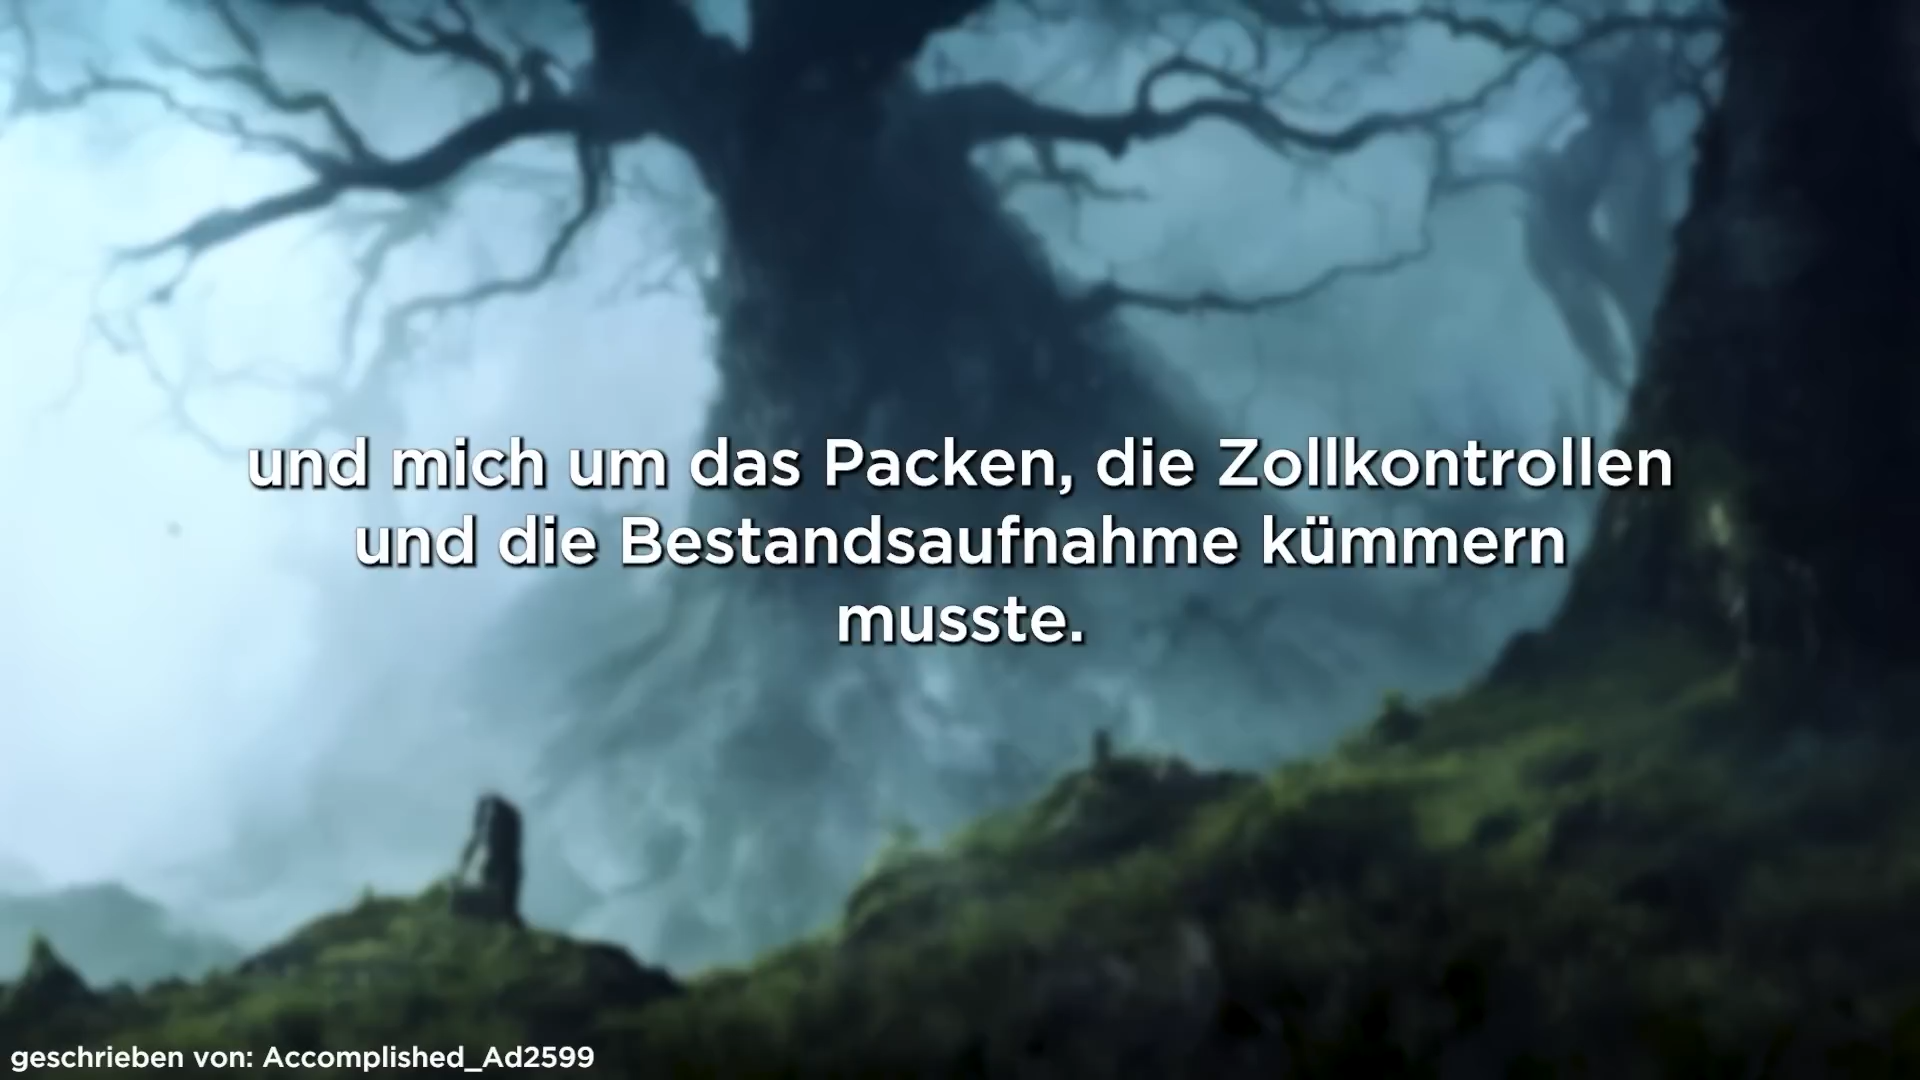 und mich um das Packen, die Zollkontrollen
und die Bestandsaufnahme kümmern
musste.
geschrieben von: Accomplished_Ad2599